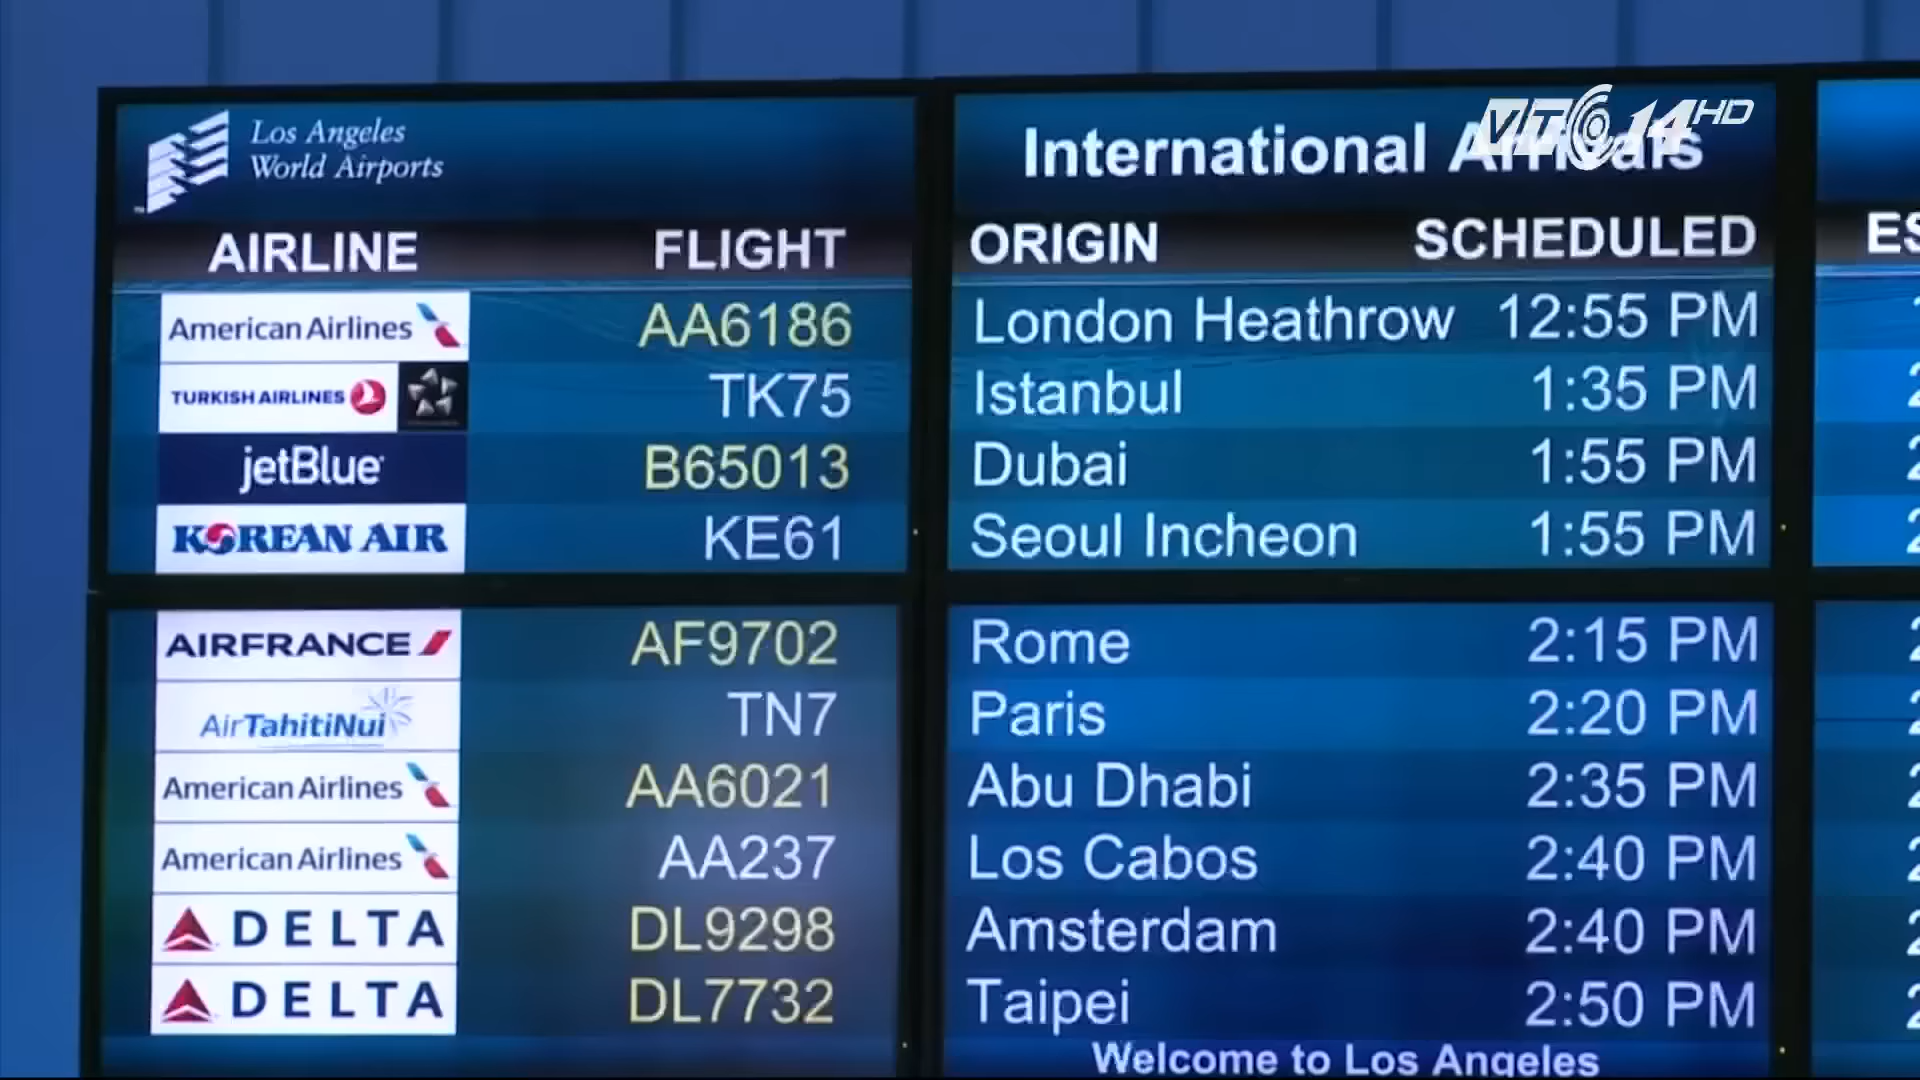 Los Angeles
World Airports
International Arrivals
VTC14HD
AIRLINE FLIGHT ORIGIN SCHEDULED
American Airlines AA6186 London Heathrow 12:55 PM
TURKISH AIRLINES TK75 Istanbul 1:35 PM
jetBlue B65013 Dubai 1:55 PM
KOREAN AIR KE61 Seoul Incheon 1:55 PM
AIRFRANCE AF9702 Rome 2:15 PM
AirTahitiNui TN7 Paris 2:20 PM
American Airlines AA6021 Abu Dhabi 2:35 PM
American Airlines AA237 Los Cabos 2:40 PM
DELTA DL9298 Amsterdam 2:40 PM
DELTA DL7732 Taipei 2:50 PM
Welcome to Los Angeles